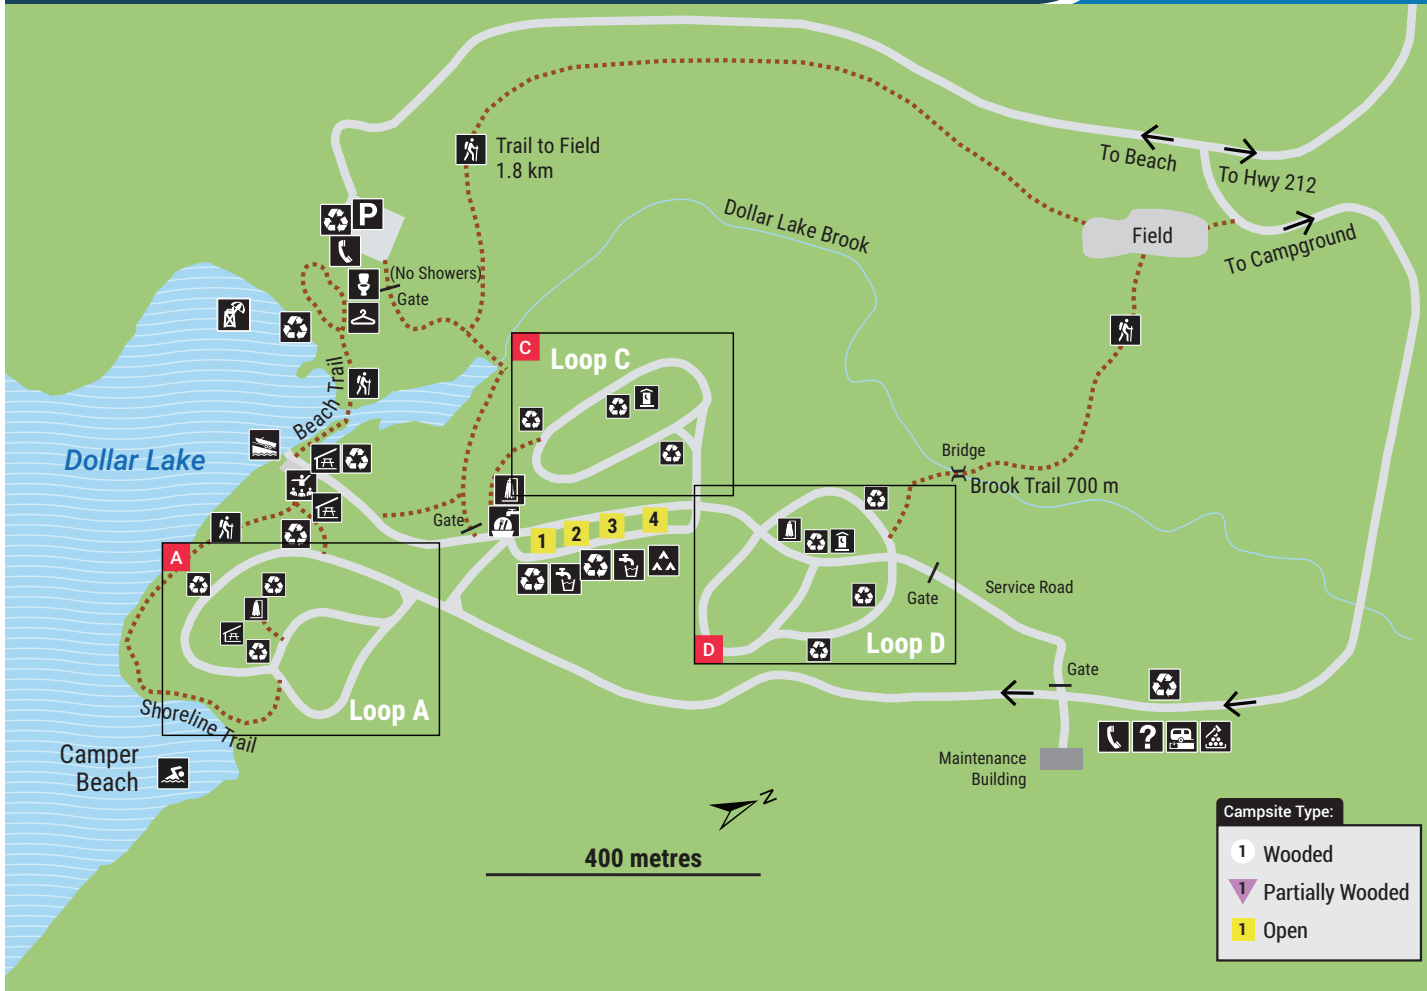 Trail to Field
1.8 km
To Beach
To Hwy 212
P
Dollar Lake Brook
Field
To Campground
(No Showers)
Gate
C
Loop C
Beach Trail
Dollar Lake
Bridge
Brook Trail 700 m
Gate
1
2
3
4
A
Service Road
Gate
Loop D
D
Gate
Loop A
Shoreline Trail
?
Camper
Beach
Maintenance
Building
N
400 metres
Campsite Type:
1 Wooded
1 Partially Wooded
1 Open